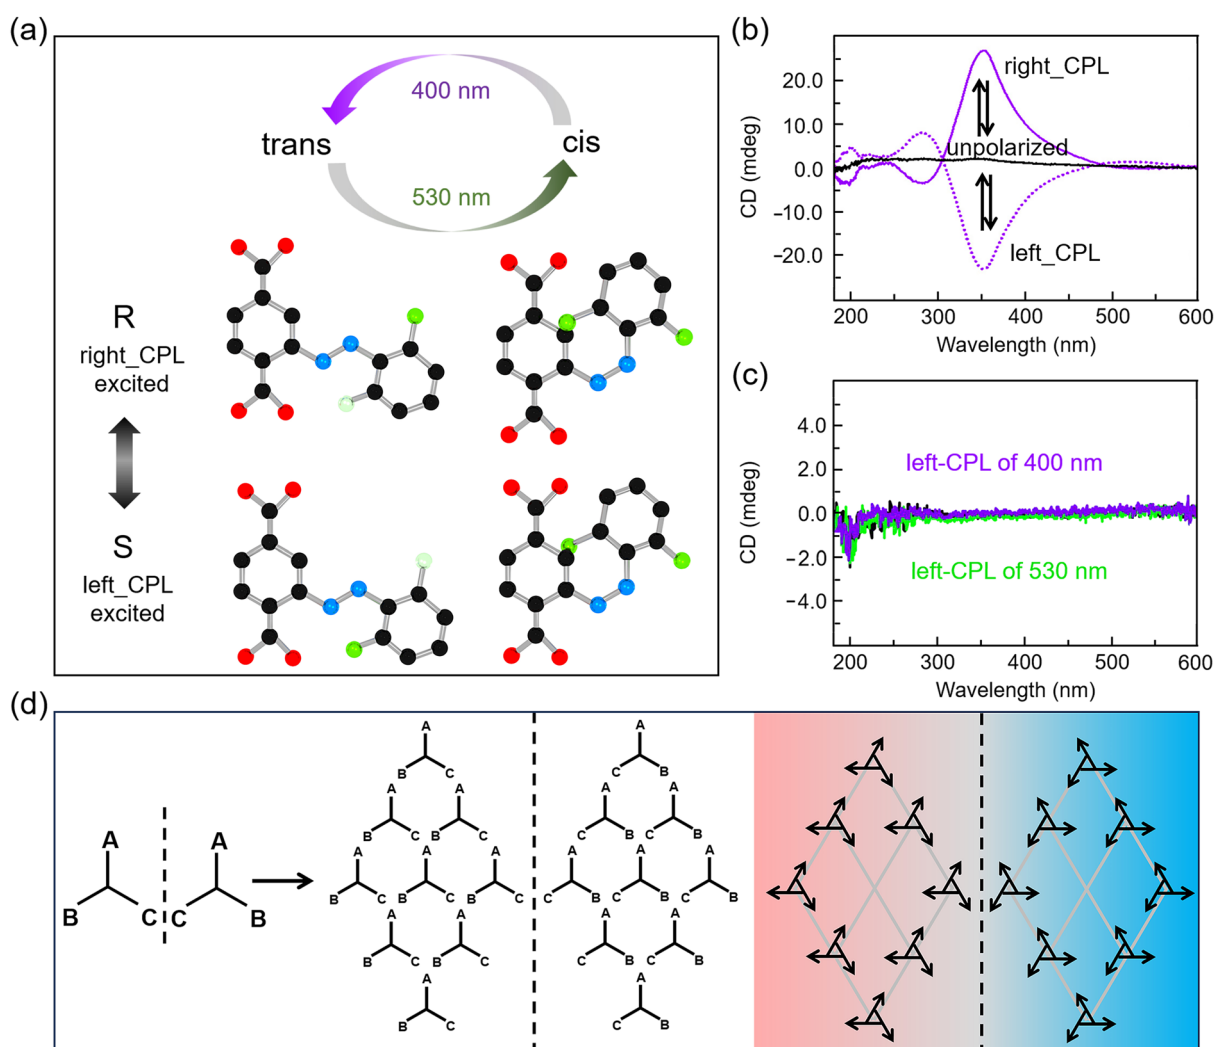 (a)
400 nm
trans
cis
530 nm
R
right_CPL
excited
S
left_CPL
excited
(b)
CD (mdeg)
20.0
10.0
0.0
−10.0
−20.0
right_CPL
unpolarized
left_CPL
200
300
400
500
600
Wavelength (nm)
(c)
CD (mdeg)
4.0
2.0
0.0
−2.0
−4.0
left-CPL of 400 nm
left-CPL of 530 nm
200
300
400
500
600
Wavelength (nm)
(d)
A
A
B
C
C
B
A
A
B
C
C
B
A
A
A
A
B
C
B
C
C
B
C
B
A
A
A
A
A
A
B
C
B
C
B
C
C
B
C
B
C
B
A
A
A
A
B
C
B
C
C
B
C
B
A
A
B
C
C
B